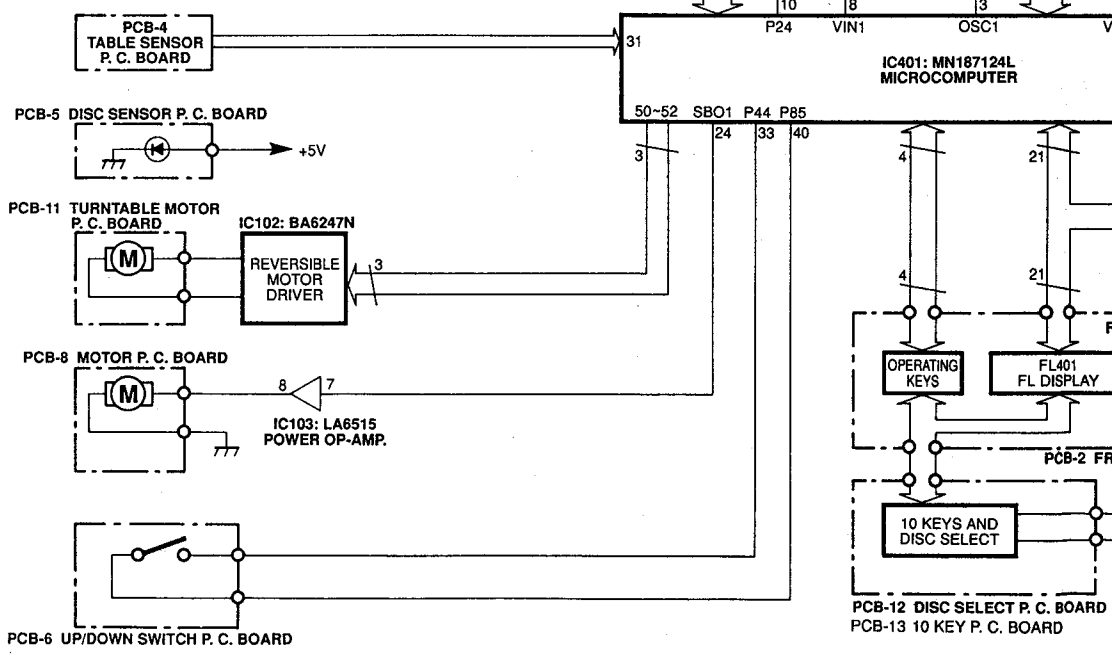 10
8
3
PCB-4
TABLE SENSOR
P. C. BOARD
31
P24
VIN1
OSC1
V
IC401: MN187124L
MICROCOMPUTER
50~52
SBO1
P44
P85
3
24
33
40
PCB-5 DISC SENSOR P. C. BOARD
+5V
4
21
PCB-11 TURNTABLE MOTOR
P. C. BOARD
IC102: BA6247N
M
REVERSIBLE
MOTOR
DRIVER
3
4
21
PCB-8 MOTOR P. C. BOARD
M
8
7
IC103: LA6515
POWER OP-AMP.
OPERATING
KEYS
FL401
FL DISPLAY
PCB-2 FR
10 KEYS AND
DISC SELECT
PCB-12 DISC SELECT P. C. BOARD
PCB-13 10 KEY P. C. BOARD
PCB-6 UP/DOWN SWITCH P. C. BOARD